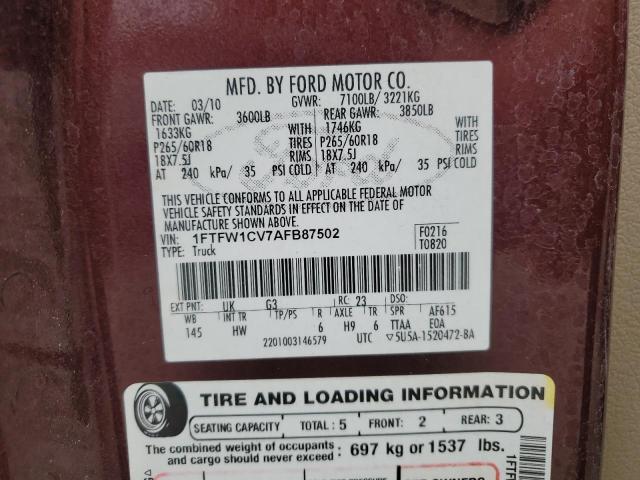 MFD. BY FORD MOTOR CO.
DATE: 03/10 GVWR: 7100LB/ 3221KG
FRONT GAWR: 3600LB REAR GAWR: 3850LB
1633KG WITH 1746KG WITH
P265/60R18 TIRES P265/60R18 TIRES
18X7.5J RIMS 18X7.5J RIMS
AT 240 kPa/ 35 PSI COLD AT 240 kPa/ 35 PSI COLD
THIS VEHICLE CONFORMS TO ALL APPLICABLE FEDERAL MOTOR
VEHICLE SAFETY STANDARDS IN EFFECT ON THE DATE OF
MANUFACTURE SHOWN ABOVE.
VIN: 1FTFW1CV7AFB87502 F0216
TYPE: Truck T0820
EXT PNT: UK G3 RC: 23 DSO:
WB INT TR TP/PS R AXLE TR SPR AF615
145 HW 6 H9 6 TTAA E0A
2201003146579 UTC ▽5U5A-1520472-BA
TIRE AND LOADING INFORMATION
SEATING CAPACITY TOTAL: 5 FRONT: 2 REAR: 3
The combined weight of occupants and cargo should never exceed: 697 kg or 1537 lbs.